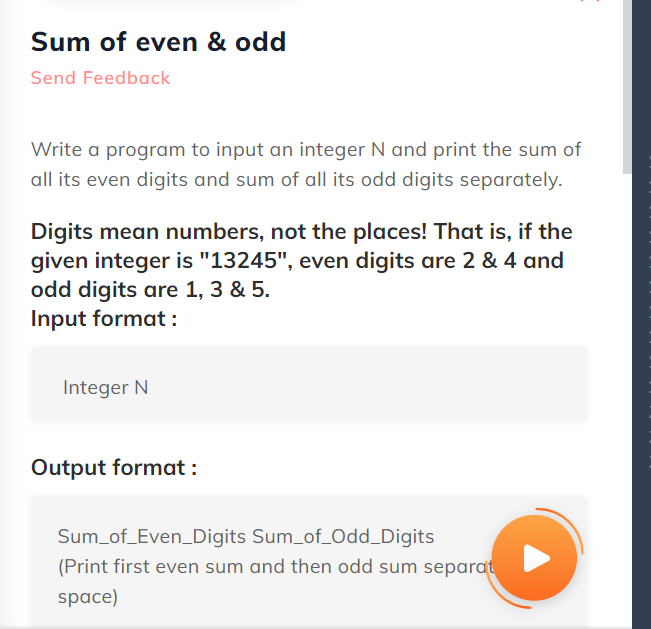 Sum of even & odd
Send Feedback
Write a program to input an integer N and print the sum of
all its even digits and sum of all its odd digits separately.
Digits mean numbers, not the places! That is, if the
given integer is "13245", even digits are 2 & 4 and
odd digits are 1, 3 & 5.
Input format :
Integer N
Output format :
Sum_of_Even_Digits Sum_of_Odd_Digits
(Print first even sum and then odd sum
space)